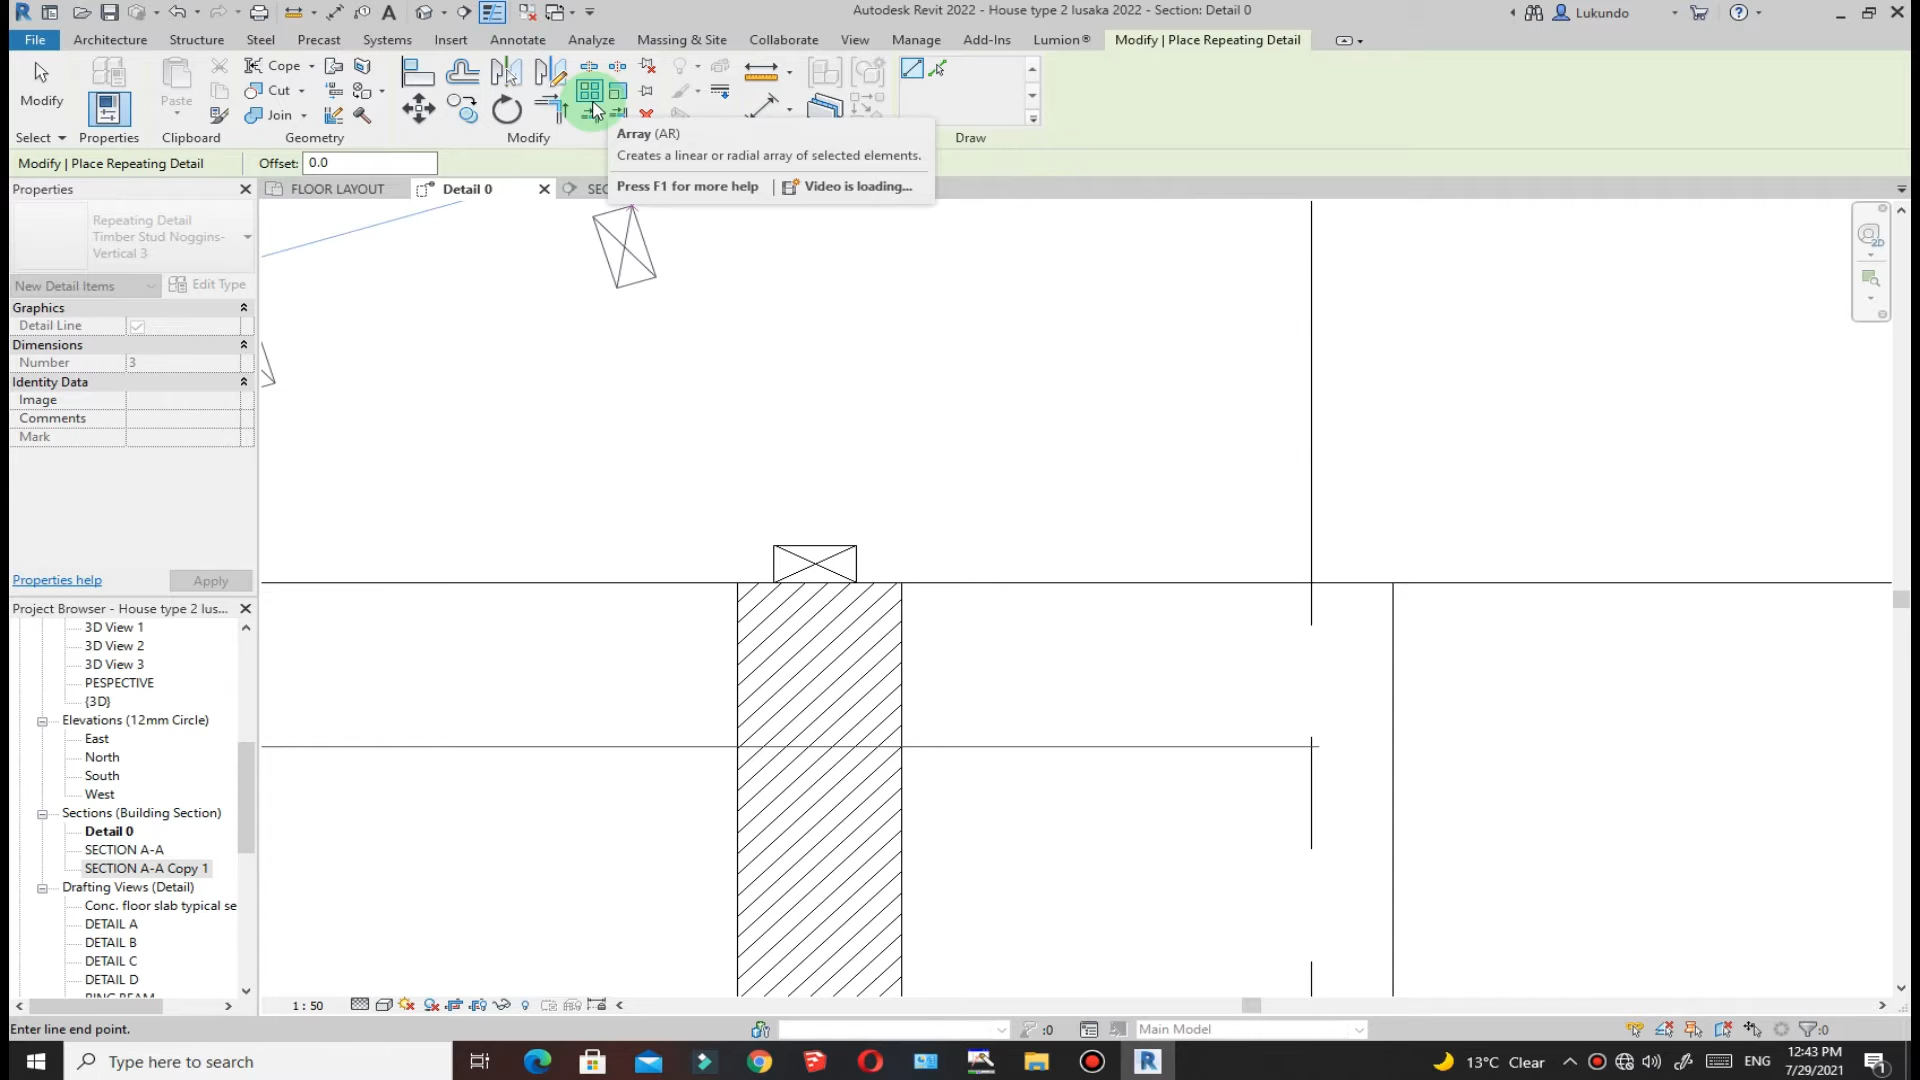 Autodesk Revit 2022 - House type 2 lusaka 2022 - Section: Detail 0
Lukundo
File Architecture Structure Steel Precast Systems Insert Annotate Analyze Massing & Site Collaborate View Manage Add-Ins Lumion® Modify | Place Repeating Detail
Modify
Paste
Cope
Cut
Join
Select Properties Clipboard Geometry Modify Draw
Array (AR)
Creates a linear or radial array of selected elements.
Press F1 for more help Video is loading...
Modify | Place Repeating Detail Offset: 0.0
Properties
FLOOR LAYOUT Detail 0
Repeating Detail
Timber Stud Noggins-
Vertical 3
New Detail Items Edit Type
Graphics
Detail Line
Dimensions
Number 3
Identity Data
Image
Comments
Mark
Properties help Apply
Project Browser - House type 2 lus...
3D View 1
3D View 2
3D View 3
PESPECTIVE
{3D}
Elevations (12mm Circle)
East
North
South
West
Sections (Building Section)
Detail 0
SECTION A-A
SECTION A-A Copy 1
Drafting Views (Detail)
Conc. floor slab typical se
DETAIL A
DETAIL B
DETAIL C
DETAIL D
RING BEAM
1 : 50
Enter line end point.
:0 Main Model :0
Type here to search
13°C Clear
ENG
12:43 PM
7/29/2021